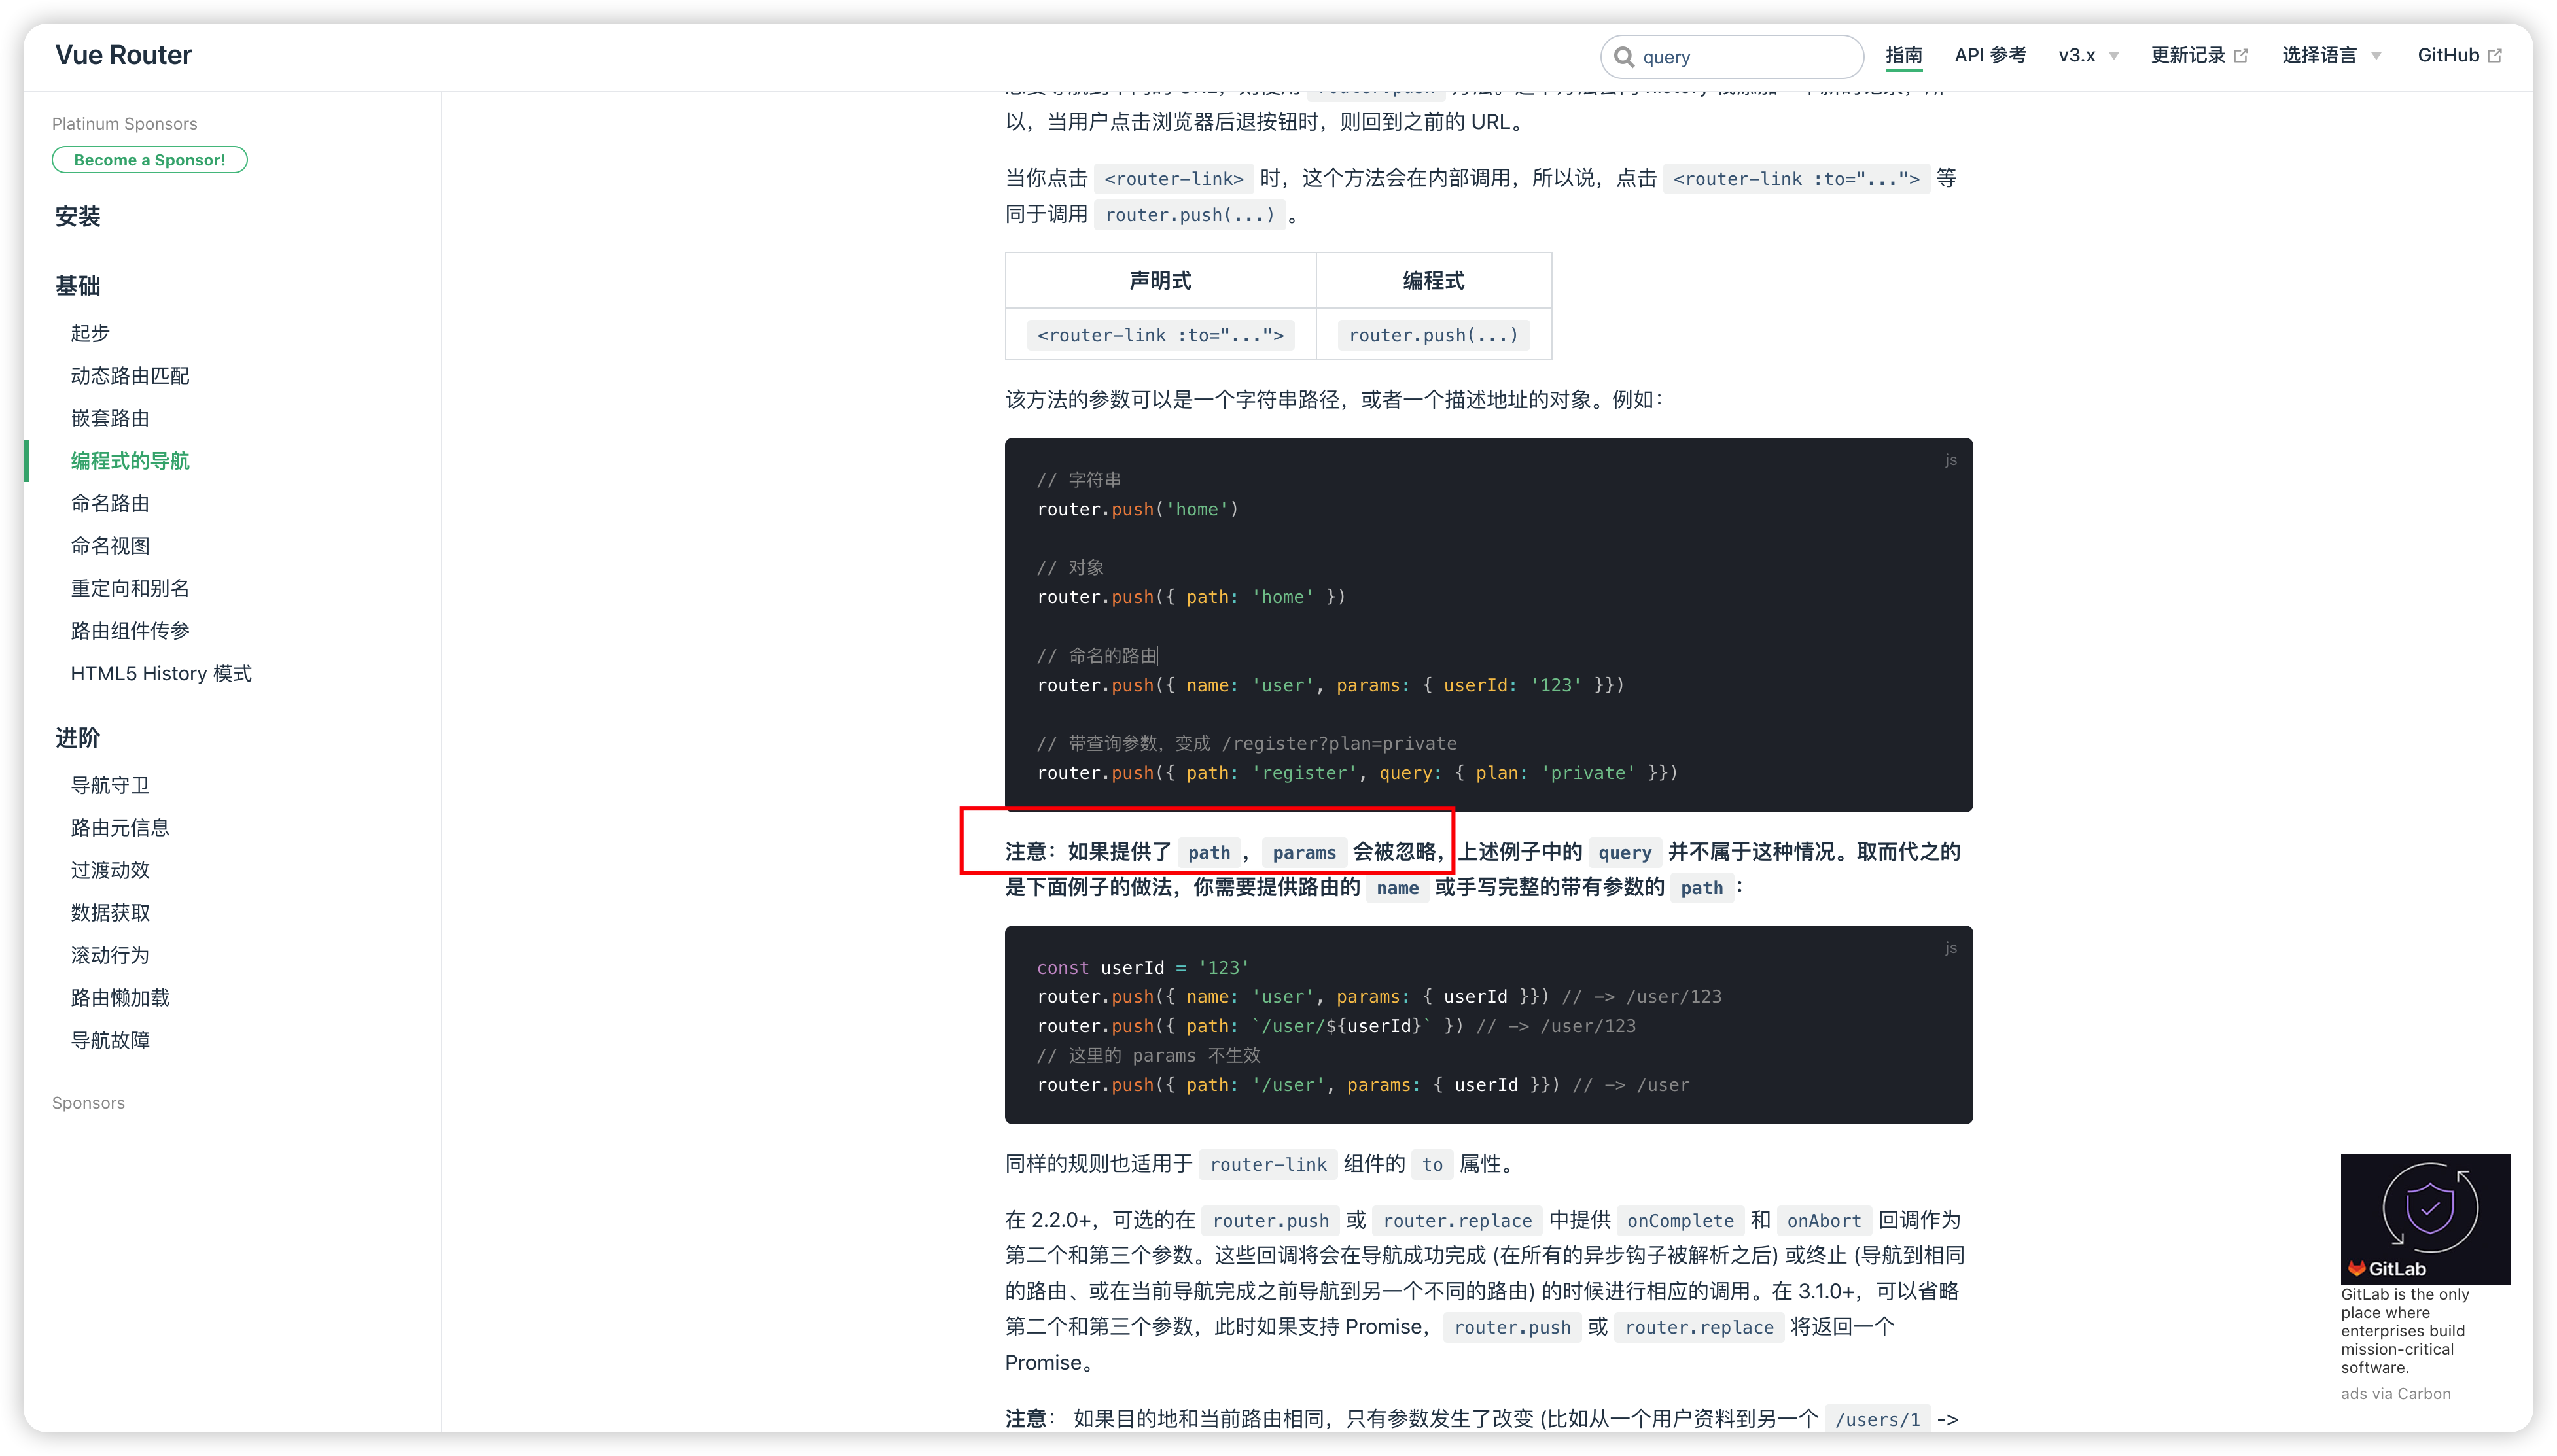 Vue Router
query
指南
API 参考
v3.x
更新记录
选择语言
GitHub
Platinum Sponsors
Become a Sponsor!
安装
基础
起步
动态路由匹配
嵌套路由
编程式的导航
命名路由
命名视图
重定向和别名
路由组件传参
HTML5 History 模式
进阶
导航守卫
路由元信息
过渡动效
数据获取
滚动行为
路由懒加载
导航故障
Sponsors
以，当用户点击浏览器后退按钮时，则回到之前的 URL。
当你点击 <router-link> 时，这个方法会在内部调用，所以说，点击 <router-link :to="..."> 等
同于调用 router.push(...) 。
声明式 编程式
<router-link :to="..."> router.push(...)
该方法的参数可以是一个字符串路径，或者一个描述地址的对象。例如：
js
// 字符串
router.push('home')
// 对象
router.push({ path: 'home' })
// 命名的路由
router.push({ name: 'user', params: { userId: '123' }})
// 带查询参数，变成 /register?plan=private
router.push({ path: 'register', query: { plan: 'private' }})
注意：如果提供了 path ， params 会被忽略，上述例子中的 query 并不属于这种情况。取而代之的
是下面例子的做法，你需要提供路由的 name 或手写完整的带有参数的 path ：
js
const userId = '123'
router.push({ name: 'user', params: { userId }}) // -> /user/123
router.push({ path: `/user/${userId}` }) // -> /user/123
// 这里的 params 不生效
router.push({ path: '/user', params: { userId }}) // -> /user
同样的规则也适用于 router-link 组件的 to 属性。
在 2.2.0+，可选的在 router.push 或 router.replace 中提供 onComplete 和 onAbort 回调作为
第二个和第三个参数。这些回调将会在导航成功完成 (在所有的异步钩子被解析之后) 或终止 (导航到相同
的路由、或在当前导航完成之前导航到另一个不同的路由) 的时候进行相应的调用。在 3.1.0+，可以省略
第二个和第三个参数，此时如果支持 Promise， router.push 或 router.replace 将返回一个
Promise。
注意： 如果目的地和当前路由相同，只有参数发生了改变 (比如从一个用户资料到另一个 /users/1 ->
GitLab
GitLab is the only
place where
enterprises build
mission-critical
software.
ads via Carbon